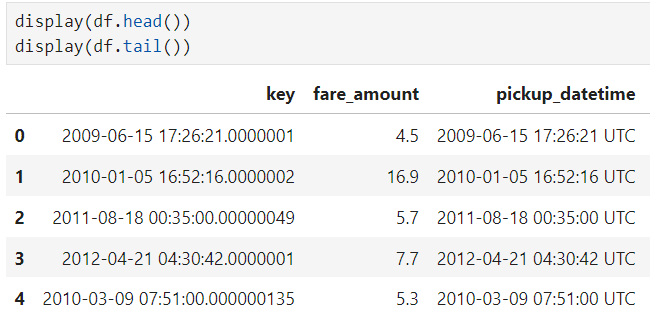 display(df.head())
display(df.tail())
key fare_amount pickup_datetime
0 2009-06-15 17:26:21.0000001 4.5 2009-06-15 17:26:21 UTC
1 2010-01-05 16:52:16.0000002 16.9 2010-01-05 16:52:16 UTC
2 2011-08-18 00:35:00.00000049 5.7 2011-08-18 00:35:00 UTC
3 2012-04-21 04:30:42.0000001 7.7 2012-04-21 04:30:42 UTC
4 2010-03-09 07:51:00.000000135 5.3 2010-03-09 07:51:00 UTC